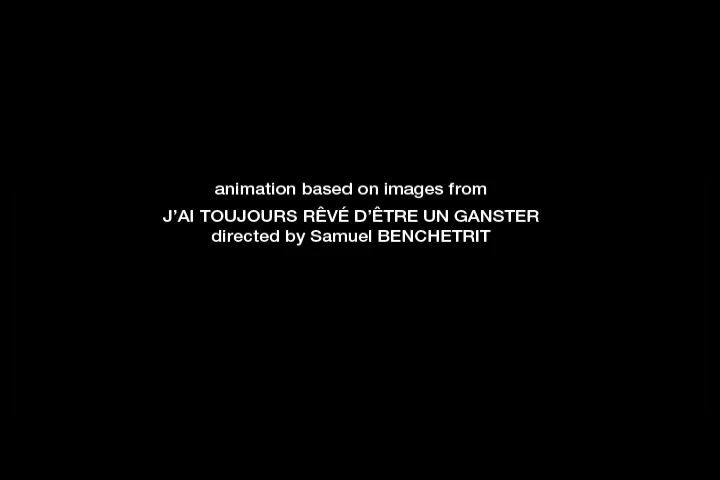 animation based on images from
J’AI TOUJOURS RÊVÉ D’ÊTRE UN GANSTER
directed by Samuel BENCHETRIT